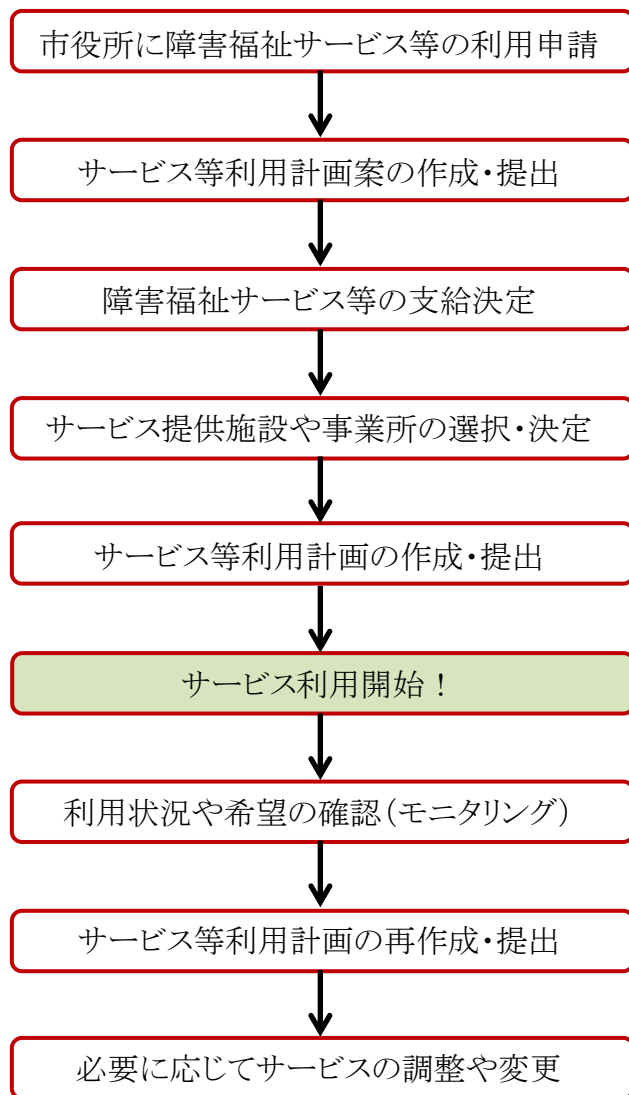 市役所に障害福祉サービス等の利用申請
サービス等利用計画案の作成・提出
障害福祉サービス等の支給決定
サービス提供施設や事業所の選択・決定
サービス等利用計画の作成・提出
サービス利用開始！
利用状況や希望の確認（モニタリング）
サービス等利用計画の再作成・提出
必要に応じてサービスの調整や変更